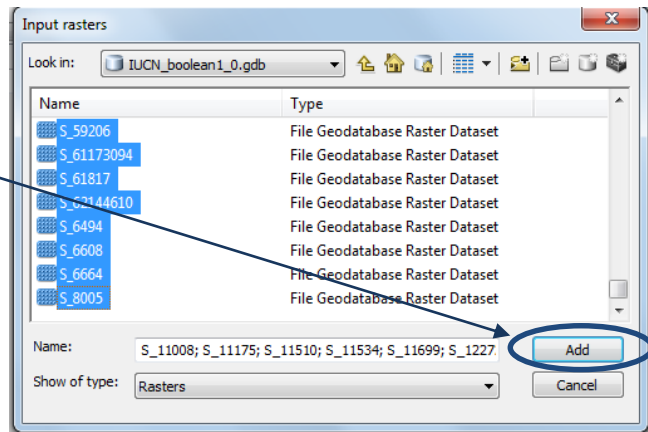 Input rasters
Look in: IUCN_boolean1_0.gdb
Name Type
S_59206 File Geodatabase Raster Dataset
S_61173094 File Geodatabase Raster Dataset
S_61817 File Geodatabase Raster Dataset
S_62144610 File Geodatabase Raster Dataset
S_6494 File Geodatabase Raster Dataset
S_6608 File Geodatabase Raster Dataset
S_6664 File Geodatabase Raster Dataset
S_8005 File Geodatabase Raster Dataset
Name: S_11008; S_11175; S_11510; S_11534; S_11699; S_1227 Add
Show of type: Rasters Cancel